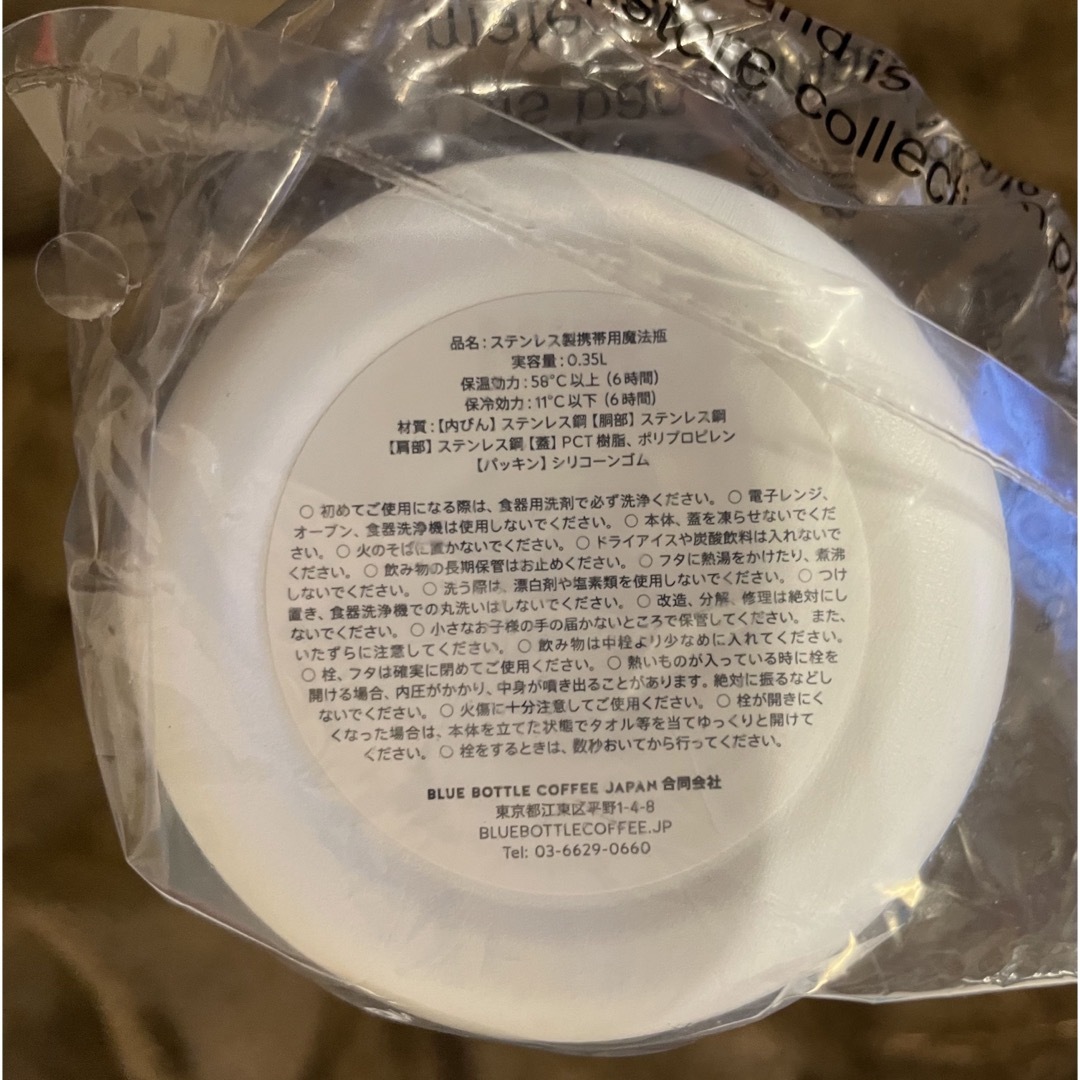 and is
store collecti
品名：ステンレス製携帯用魔法瓶
実容量：0.35L
保温効力：58℃以上（6時間）
保冷効力：11℃以下（6時間）
材質：【内びん】ステンレス鋼【胴部】ステンレス鋼
【肩部】ステンレス鋼【蓋】PCT樹脂、ポリプロピレン
【パッキン】シリコーンゴム
○ 初めてご使用になる際は、食器用洗剤で必ず洗浄ください。 ○ 電子レンジ、
オーブン、食器洗浄機は使用しないでください。 ○ 本体、蓋を凍らせないでくだ
さい。 ○ 火のそばに置かないでください。 ○ ドライアイスや炭酸飲料は入れないで
ください。 ○ 飲み物の長期保管はお止めください。 ○ フタに熱湯をかけたり、煮沸
しないでください。 ○ 洗う際は、漂白剤や塩素類を使用しないでください。 ○ つけ
置き、食器洗浄機での丸洗いはしないでください。 ○ 改造、分解、修理は絶対にし
ないでください。 ○ 小さなお子様の手の届かないところで保管してください。また、
いたずらに注意してください。 ○ 飲み物は中栓より少なめに入れてください。
○ 栓、フタは確実に閉めてご使用ください。 ○ 熱いものが入っている時に栓を
開ける場合、内圧がかかり、中身が噴き出ることがあります。絶対に振るなどし
ないでください。 ○ 火傷に十分注意してご使用ください。 ○ 栓が開きにく
くなった場合は、本体を立てた状態でタオル等を当てゆっくりと開けて
ください。 ○ 栓をするときは、数秒おいてから行ってください。
BLUE BOTTLE COFFEE JAPAN 合同会社
東京都江東区平野1-4-8
BLUEBOTTLECOFFEE.JP
Tel: 03-6629-0660